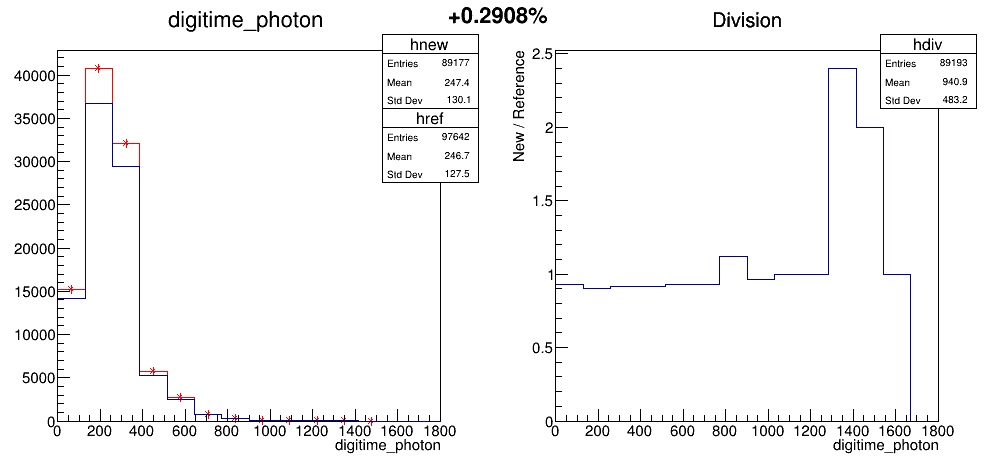 digitime_photon
+0.2908%
Division
hnew
Entries 89177
Mean 247.4
Std Dev 130.1
href
Entries 97642
Mean 246.7
Std Dev 127.5
40000
35000
30000
25000
20000
15000
10000
5000
0
0 200 400 600 800 1000 1200 1400 1600 1800
digitime_photon
hdiv
Entries 89193
Mean 940.9
Std Dev 483.2
New / Reference
2.5
2
1.5
1
0.5
0
0 200 400 600 800 1000 1200 1400 1600 1800
digitime_photon